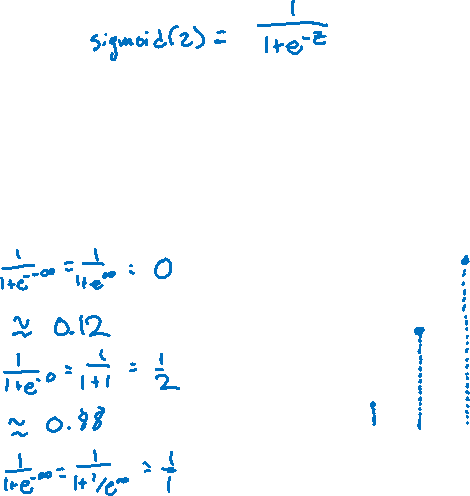 sigmoid(z) = 1/(1+e^-z)
1/(1+e^--∞) = 1/(1+e^∞) = 0
≈ 0.12
1/(1+e^-0) = 1/(1+1) = 1/2
≈ 0.88
1/(1+e^-∞) = 1/(1+1/e^∞) = 1/1